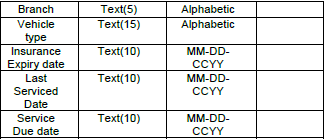 Branch Text(5) Alphabetic
Vehicle Text(15) Alphabetic
type
Insurance Text(10) MM-DD-
Expiry date CCYY
Last Text(10) MM-DD-
Serviced CCYY
Date
Service Text(10) MM-DD-
Due date CCYY